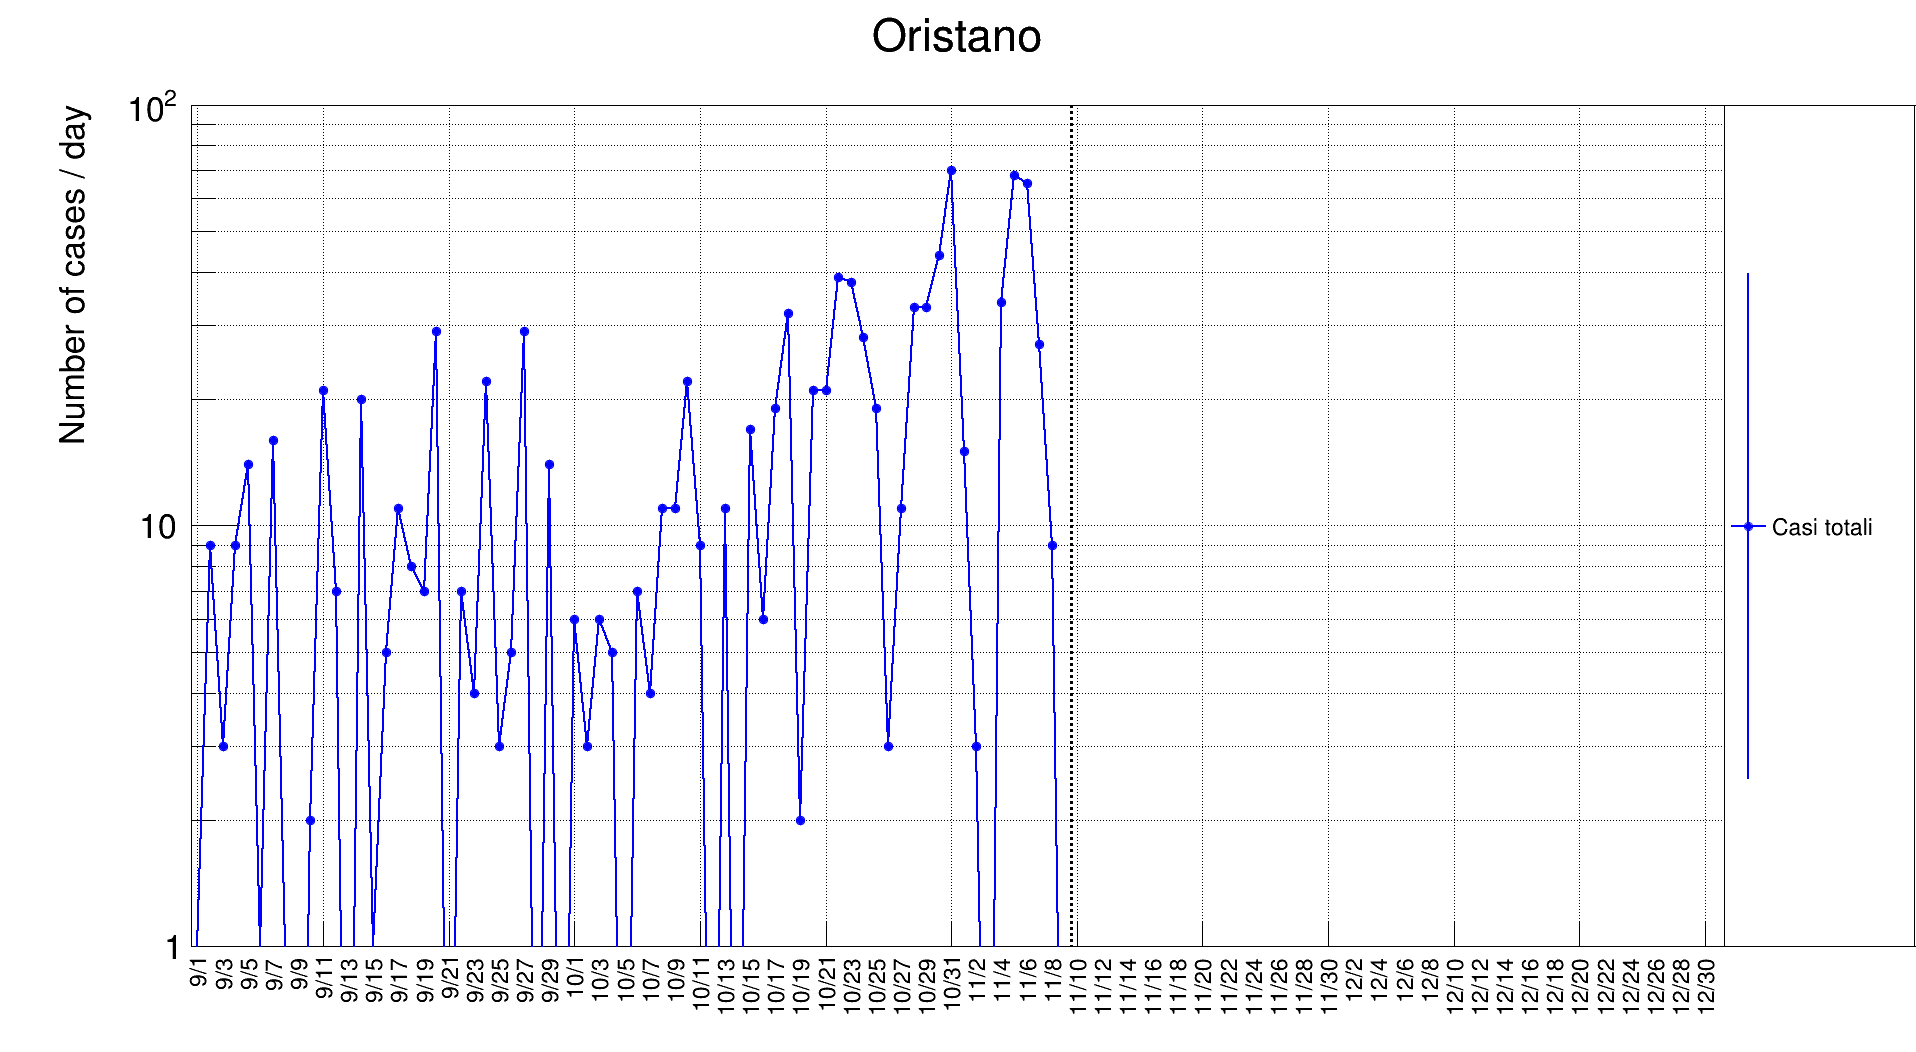 Oristano
Number of cases / day
10²
10
1
9/1 9/3 9/5 9/7 9/9 9/11 9/13 9/15 9/17 9/19 9/21 9/23 9/25 9/27 9/29 10/1 10/3 10/5 10/7 10/9 10/11 10/13 10/15 10/17 10/19 10/21 10/23 10/25 10/27 10/29 10/31 11/2 11/4 11/6 11/8 11/10 11/12 11/14 11/16 11/18 11/20 11/22 11/24 11/26 11/28 11/30 12/2 12/4 12/6 12/8 12/10 12/12 12/14 12/16 12/18 12/20 12/22 12/24 12/26 12/28 12/30
Casi totali